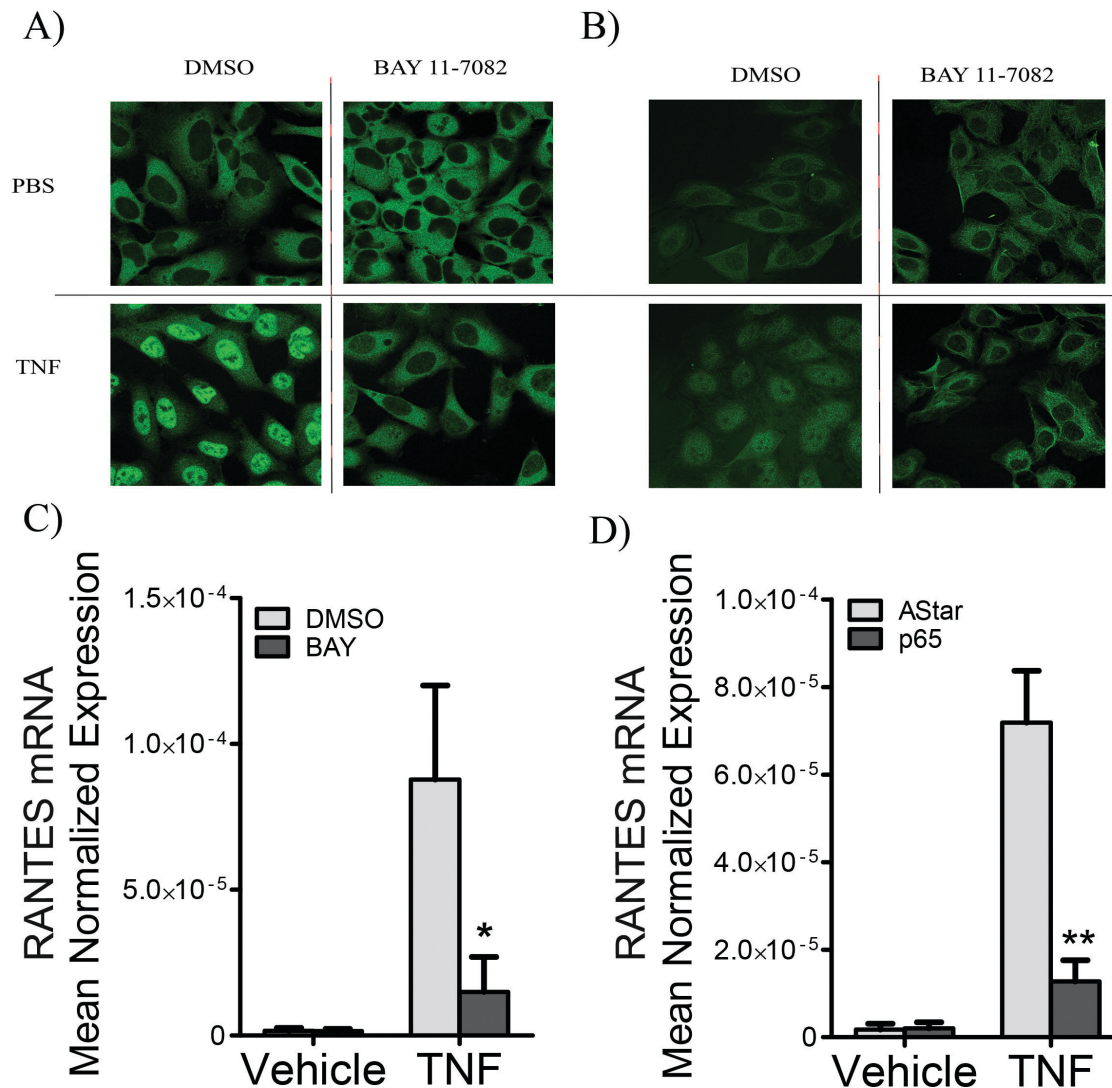 A)
B)
DMSO
BAY 11-7082
DMSO
BAY 11-7082
PBS
TNF
C)
D)
RANTES mRNA
Mean Normalized Expression
1.5×10⁻⁴
1.0×10⁻⁴
5.0×10⁻⁵
0
DMSO
BAY
*
Vehicle
TNF
RANTES mRNA
Mean Normalized Expression
1.0×10⁻⁴
8.0×10⁻⁵
6.0×10⁻⁵
4.0×10⁻⁵
2.0×10⁻⁵
0
AStar
p65
**
Vehicle
TNF